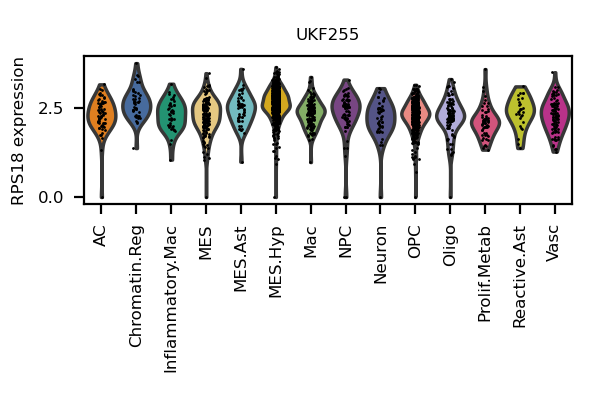 UKF255
RPS18 expression
2.5
0.0
AC
Chromatin.Reg
Inflammatory.Mac
MES
MES.Ast
MES.Hyp
Mac
NPC
Neuron
OPC
Oligo
Prolif.Metab
Reactive.Ast
Vasc